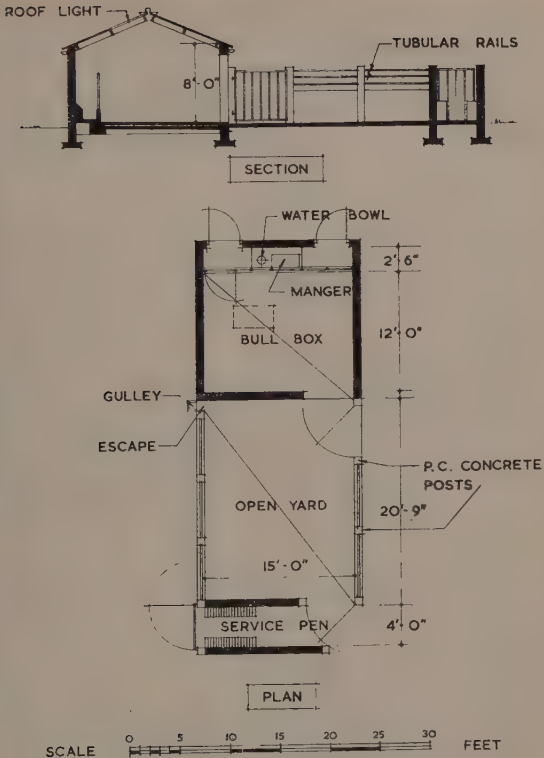 ROOF LIGHT
TUBULAR RAILS
8'-0"
SECTION
WATER BOWL
2'-6"
MANGER
12'-0"
BULL BOX
GULLEY
ESCAPE
P.C. CONCRETE
POSTS
OPEN YARD
20'-9"
15'-0"
SERVICE PEN
4'-0"
PLAN
SCALE 0 5 10 15 20 25 30 FEET